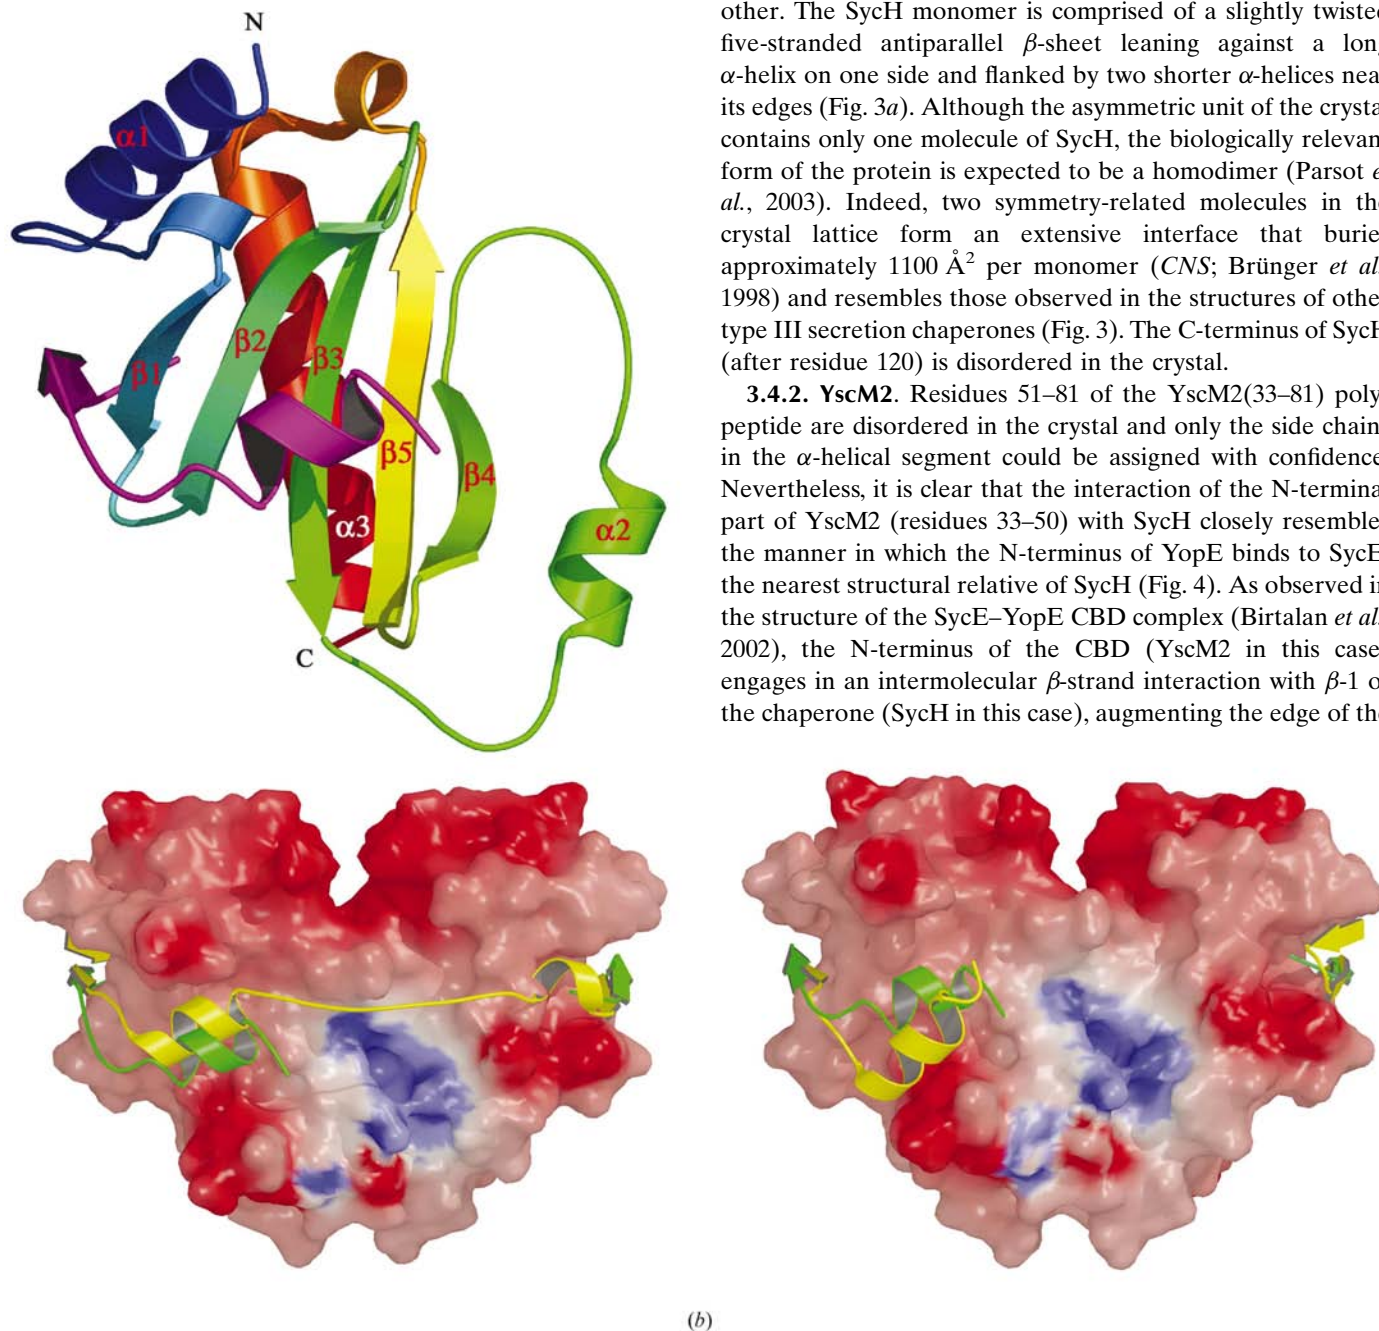 N
α1
β2
β3
β1
β5
β4
α3
α2
C
other. The SycH monomer is comprised of a slightly twisted
five-stranded antiparallel β-sheet leaning against a lon
α-helix on one side and flanked by two shorter α-helices nea
its edges (Fig. 3a). Although the asymmetric unit of the crysta
contains only one molecule of SycH, the biologically relevan
form of the protein is expected to be a homodimer (Parsot e
al., 2003). Indeed, two symmetry-related molecules in the
crystal lattice form an extensive interface that burie
approximately 1100 Å² per monomer (CNS; Brünger et al.
1998) and resembles those observed in the structures of othe
type III secretion chaperones (Fig. 3). The C-terminus of SycH
(after residue 120) is disordered in the crystal.
3.4.2. YscM2. Residues 51–81 of the YscM2(33–81) poly
peptide are disordered in the crystal and only the side chain
in the α-helical segment could be assigned with confidence
Nevertheless, it is clear that the interaction of the N-termina
part of YscM2 (residues 33–50) with SycH closely resemble
the manner in which the N-terminus of YopE binds to SycE
the nearest structural relative of SycH (Fig. 4). As observed in
the structure of the SycE–YopE CBD complex (Birtalan et al.
2002), the N-terminus of the CBD (YscM2 in this case
engages in an intermolecular β-strand interaction with β-1 o
the chaperone (SycH in this case), augmenting the edge of the
(b)